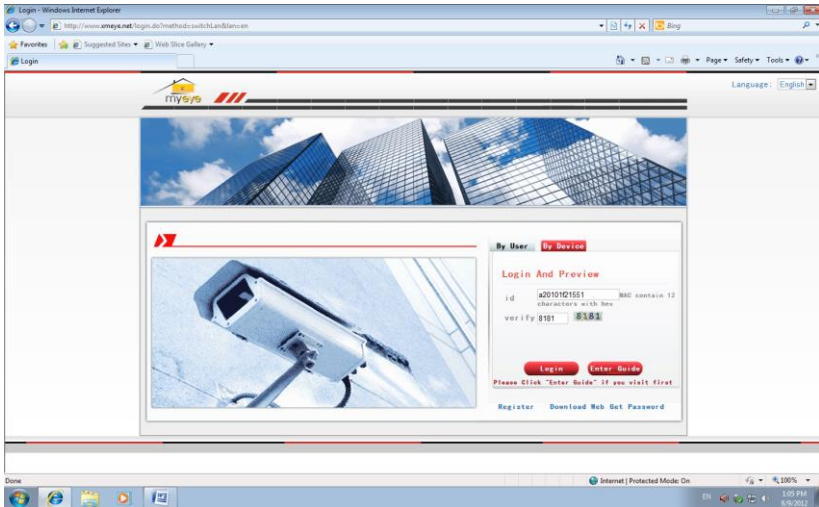 Login - Windows Internet Explorer
http://www.xmeye.net/login.do?method=switchLan&lan=en
Bing
Favorites Suggested Sites Web Slice Gallery
Login
Page Safety Tools
Language: English
myeye
By User By Device
Login And Preview
id a20101f21551 MAC contain 12
characters with hex
verify 8181 8181
Login Enter Guide
Please Click "Enter Guide" if you visit first
Register Download Web Get Password
Done Internet | Protected Mode: On 100%
EN 1:05 PM
6/9/2012